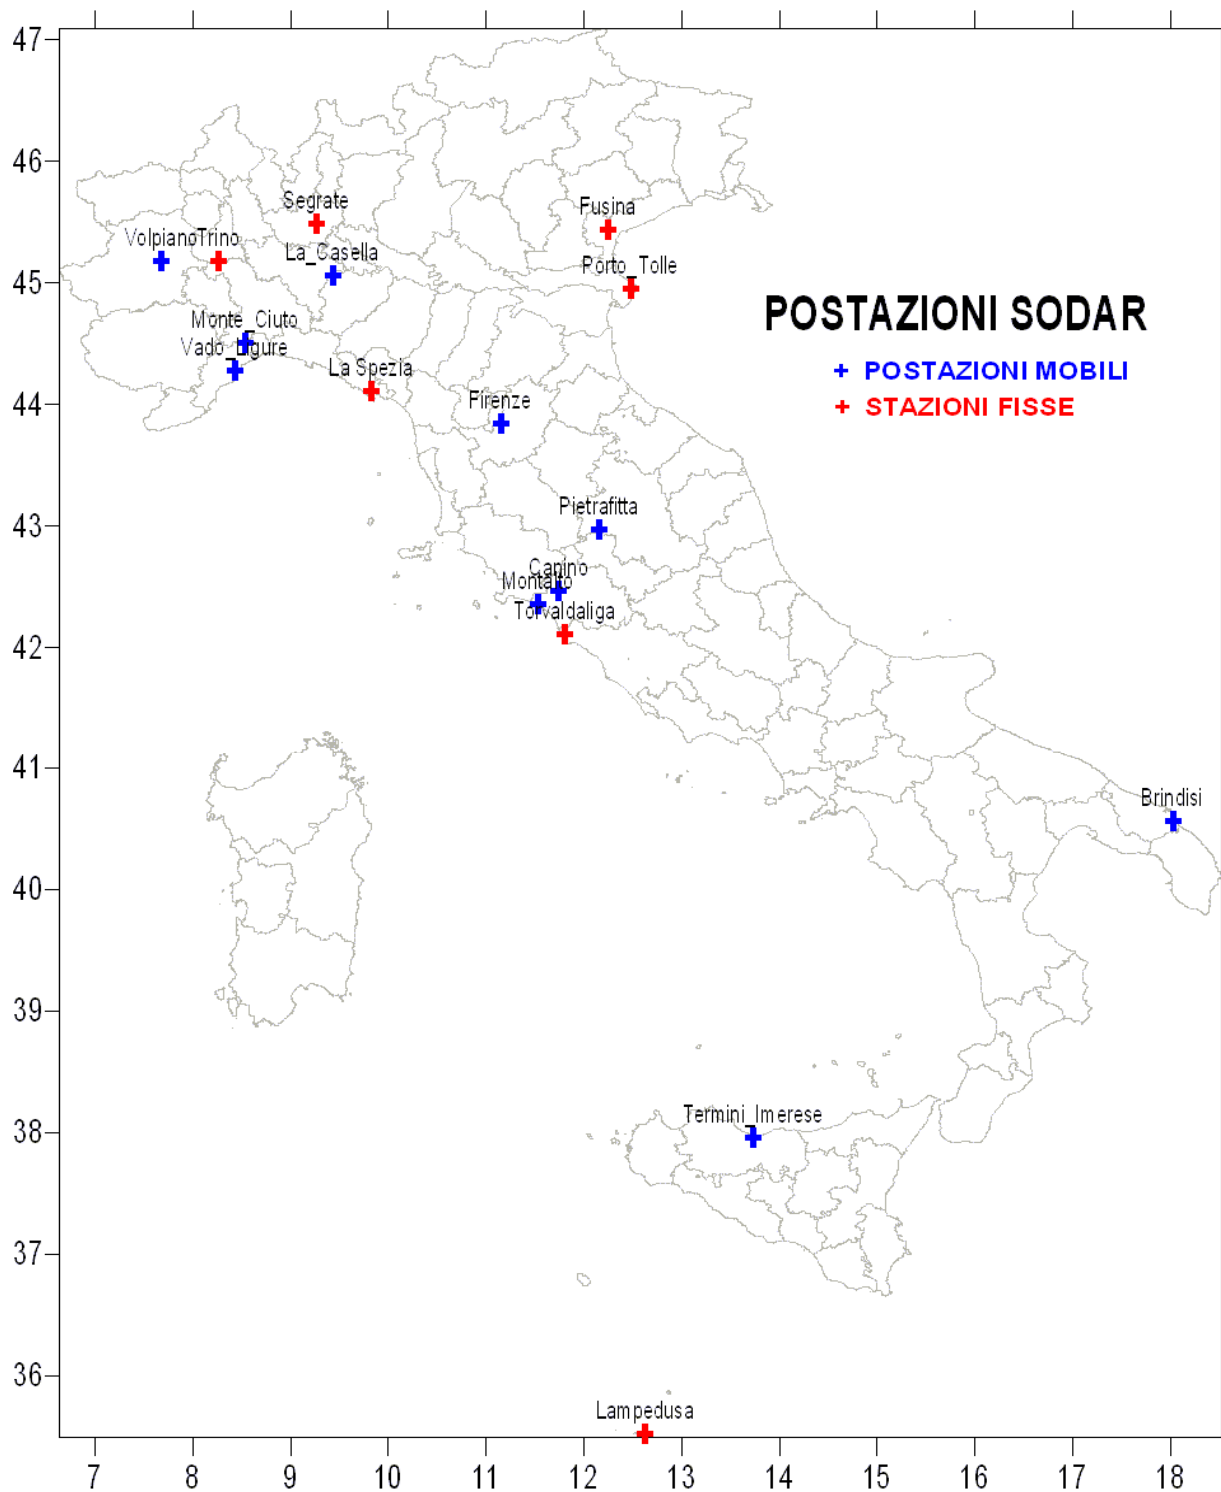 47
46
45
44
43
42
41
40
39
38
37
36
Segrate
Fusina
VolpianoTrino
La_Casella
Porto_Tolle
POSTAZIONI SODAR
Monte_Ciuto
Vado_Ligure
La Spezia
POSTAZIONI MOBILI
Firenze
STAZIONI FISSE
Pietrafitta
Canino
Montalto
Torvaldaliga
Brindisi
Termini_Imerese
Lampedusa
7 8 9 10 11 12 13 14 15 16 17 18